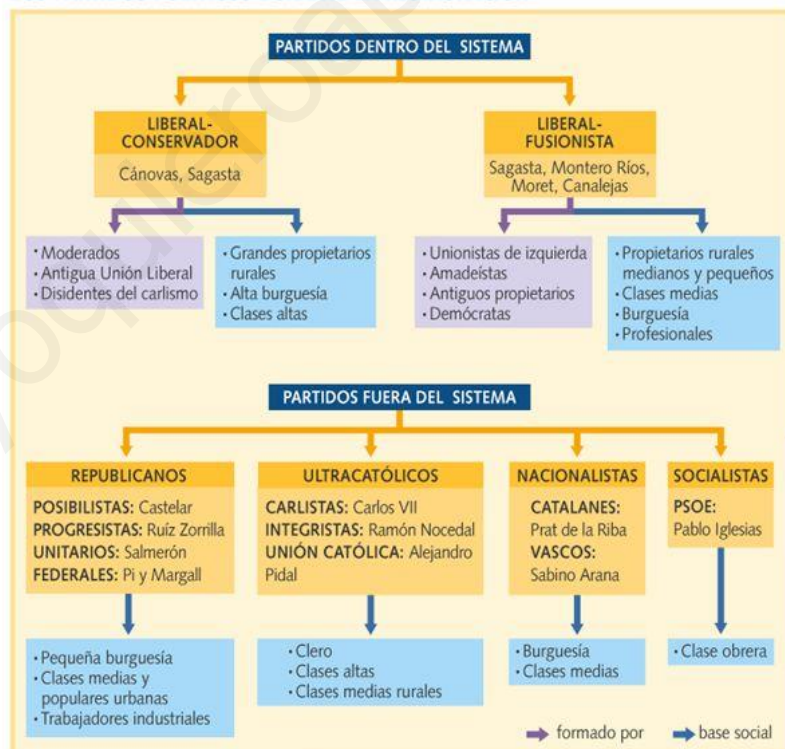 PARTIDOS DENTRO DEL SISTEMA
LIBERAL-
CONSERVADOR
Cánovas, Sagasta
LIBERAL-
FUSIONISTA
Sagasta, Montero Ríos,
Moret, Canalejas
• Moderados
• Antigua Unión Liberal
• Disidentes del carlismo
• Grandes propietarios
rurales
• Alta burguesía
• Clases altas
• Unionistas de izquierda
• Amadeístas
• Antiguos propietarios
• Demócratas
• Propietarios rurales
medianos y pequeños
• Clases medias
• Burguesía
• Profesionales
PARTIDOS FUERA DEL SISTEMA
REPUBLICANOS
POSIBILISTAS: Castelar
PROGRESISTAS: Ruíz Zorrilla
UNITARIOS: Salmerón
FEDERALES: Pi y Margall
ULTRACATÓLICOS
CARLISTAS: Carlos VII
INTEGRISTAS: Ramón Nocedal
UNIÓN CATÓLICA: Alejandro
Pidal
NACIONALISTAS
CATALANES:
Prat de la Riba
VASCOS:
Sabino Arana
SOCIALISTAS
PSOE:
Pablo Iglesias
• Pequeña burguesía
• Clases medias y
populares urbanas
• Trabajadores industriales
• Clero
• Clases altas
• Clases medias rurales
• Burguesía
• Clases medias
• Clase obrera
formado por
base social